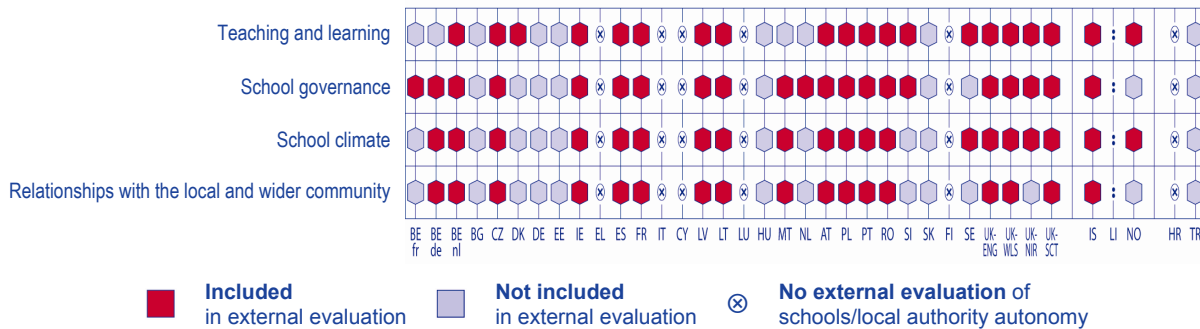 Teaching and learning
School governance
School climate
Relationships with the local and wider community
BE fr BE de BE nl BG CZ DK DE EE IE EL ES FR IT CY LV LT LU HU MT NL AT PL PT RO SI SK FI SE UK-ENG UK-WLS UK-NIR UK-SCT IS LI NO HR TR
Included
in external evaluation
Not included
in external evaluation
No external evaluation of
schools/local authority autonomy